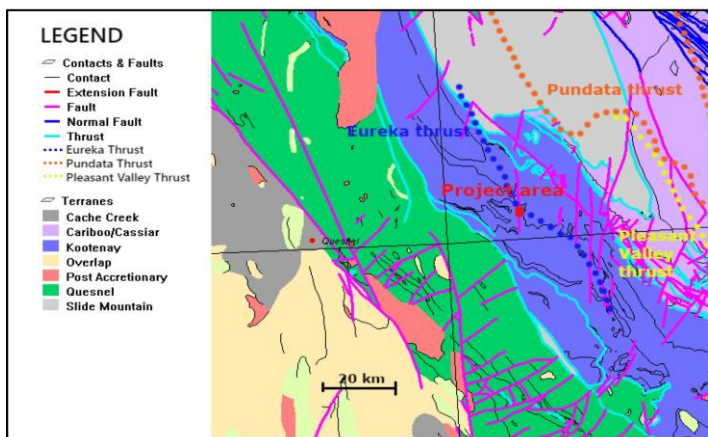 LEGEND
Contacts & Faults
Contact
Extension Fault
Fault
Normal Fault
Thrust
Eureka Thrust
Pundata Thrust
Pleasant Valley Thrust
Terranes
Cache Creek
Cariboo/Cassiar
Kootenay
Overlap
Post Accretionary
Quesnel
Slide Mountain
Pundata thrust
Eureka thrust
Project area
Quesnel
Pleasant
Valley
thrust
20 km